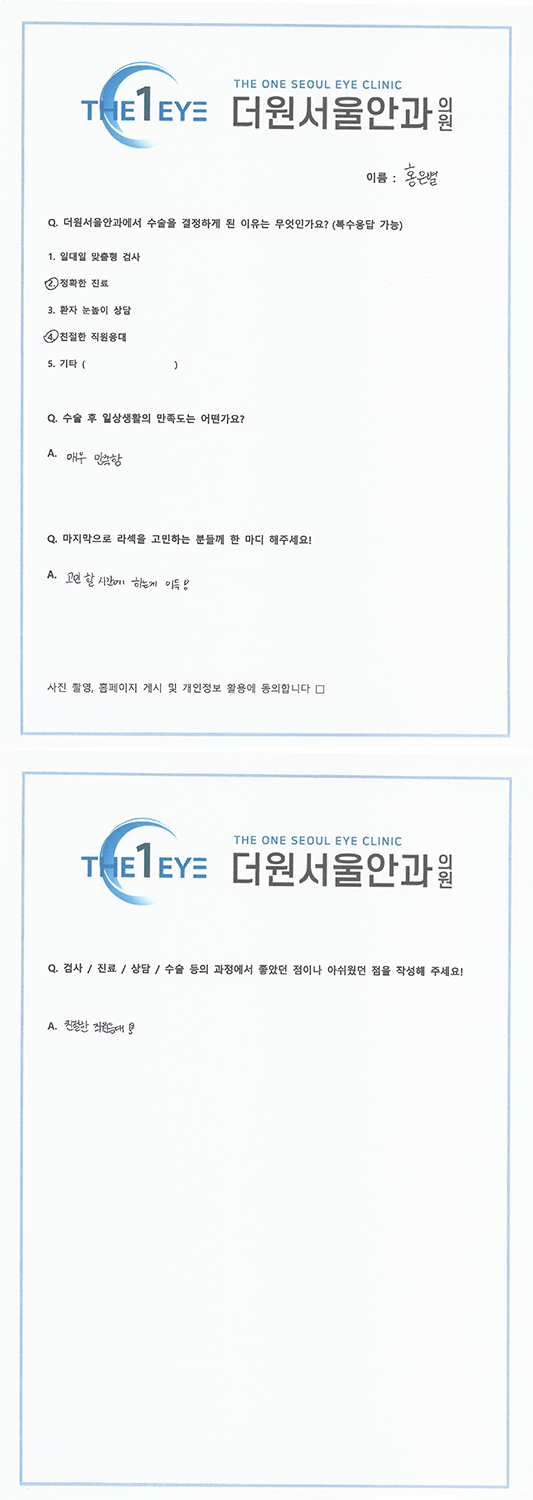 THE 1 EYE
THE ONE SEOUL EYE CLINIC
더원서울안과의원
이름 : 홍은별
Q. 더원서울안과에서 수술을 결정하게 된 이유는 무엇인가요? (복수응답 가능)
1. 일대일 맞춤형 검사
2. 정확한 진료
3. 환자 눈높이 상담
4. 친절한 직원응대
5. 기타 ( )
Q. 수술 후 일상생활의 만족도는 어떤가요?
A. 매우 만족함
Q. 마지막으로 라섹을 고민하는 분들께 한 마디 해주세요!
A. 고민 할 시간에 하는게 이득!
사진 촬영, 홈페이지 게시 및 개인정보 활용에 동의합니다 □
THE 1 EYE
THE ONE SEOUL EYE CLINIC
더원서울안과의원
Q. 검사 / 진료 / 상담 / 수술 등의 과정에서 좋았던 점이나 아쉬웠던 점을 작성해 주세요!
A. 친절한 직원응대!